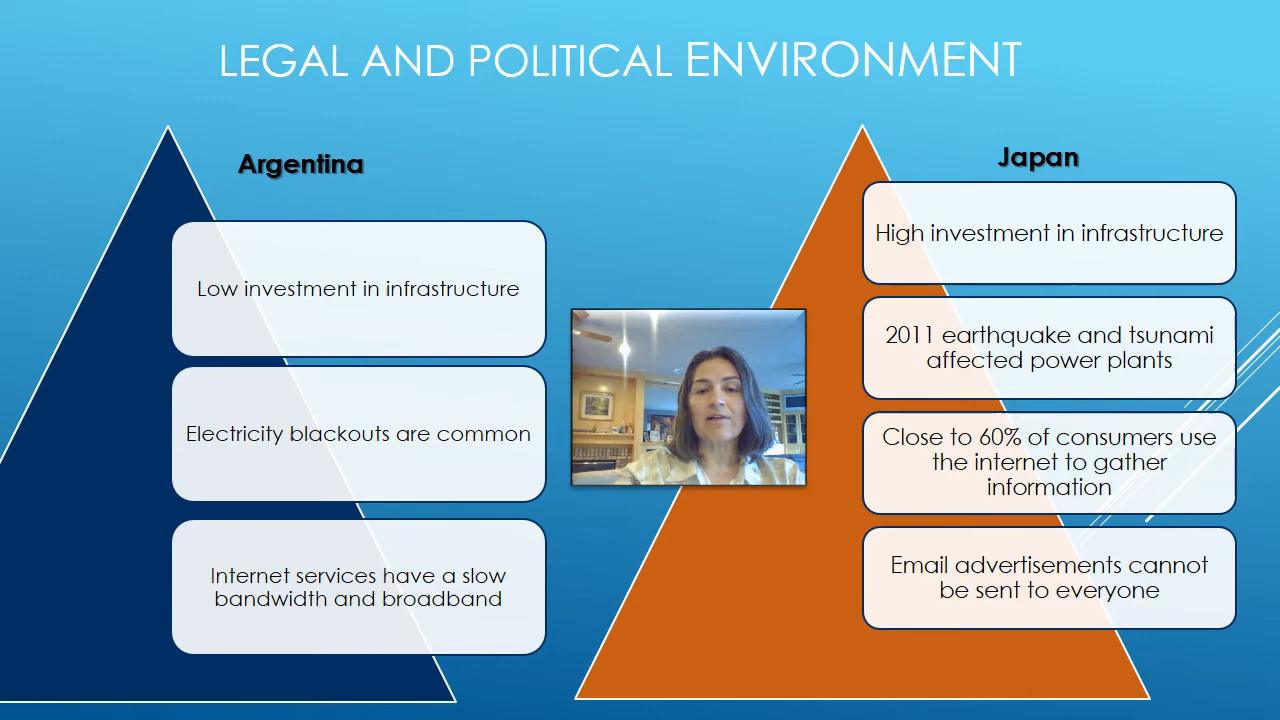 LEGAL AND POLITICAL ENVIRONMENT
Argentina
Low investment in infrastructure
Electricity blackouts are common
Internet services have a slow
bandwidth and broadband
Japan
High investment in infrastructure
2011 earthquake and tsunami
affected power plants
Close to 60% of consumers use
the internet to gather
information
Email advertisements cannot
be sent to everyone